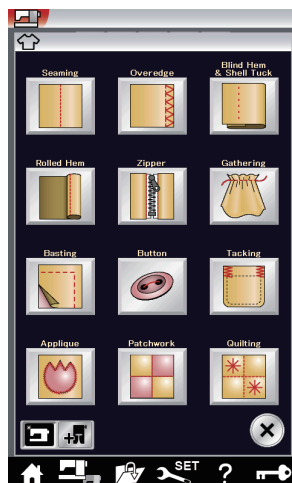 Seaming Overedge Blind Hem
& Shell Tuck
Rolled Hem Zipper Gathering
Basting Button Tacking
Applique Patchwork Quilting
SET ?